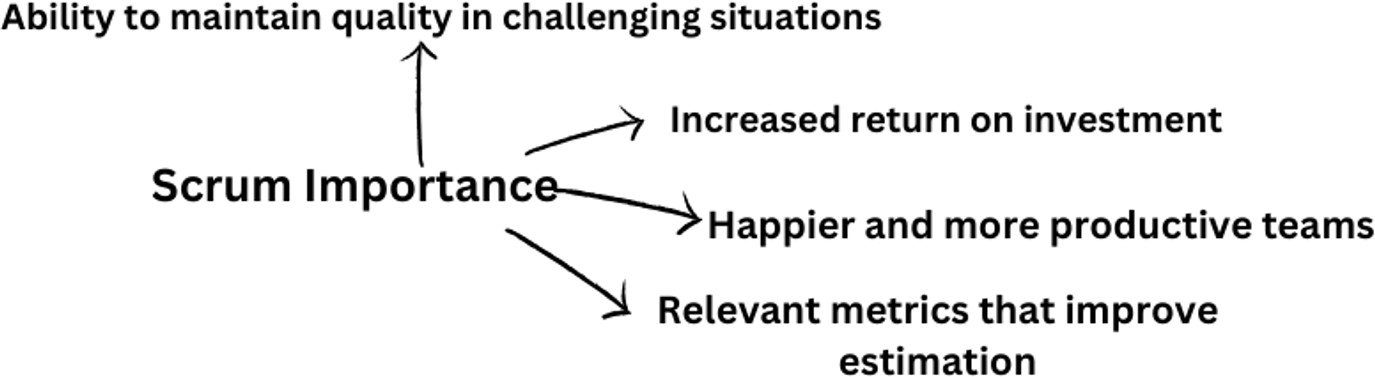 Ability to maintain quality in challenging situations
Increased return on investment
Scrum Importance
Happier and more productive teams
Relevant metrics that improve
estimation